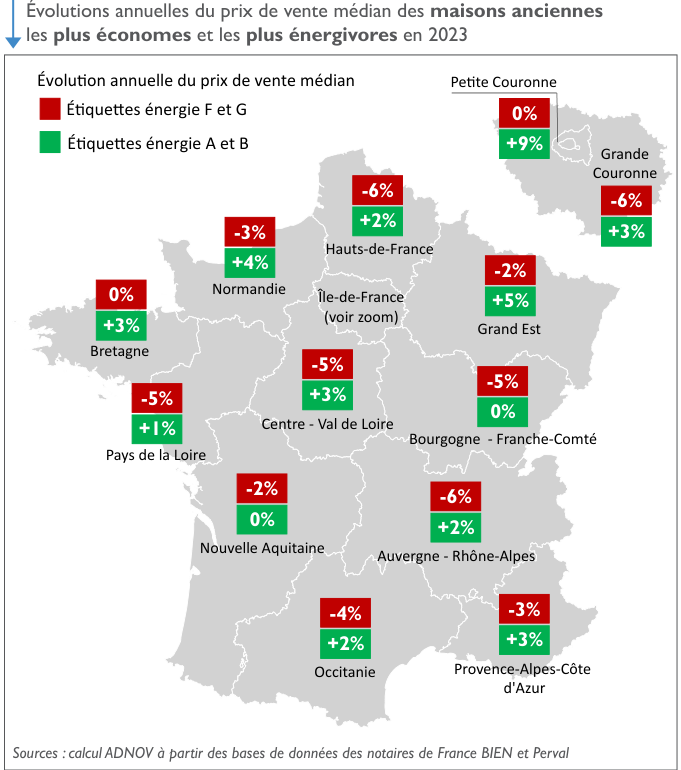 Évolutions annuelles du prix de vente médian des maisons anciennes
les plus économes et les plus énergivores en 2023
Évolution annuelle du prix de vente médian
Étiquettes énergie F et G
Étiquettes énergie A et B
Petite Couronne
0%
+9%
Grande
Couronne
-6%
+3%
-6%
+2%
Hauts-de-France
-3%
+4%
Normandie
-2%
+5%
Grand Est
Île-de-France
(voir zoom)
0%
+3%
Bretagne
-5%
+3%
Centre - Val de Loire
-5%
0%
Bourgogne - Franche-Comté
-5%
+1%
Pays de la Loire
-2%
0%
Nouvelle Aquitaine
-6%
+2%
Auvergne - Rhône-Alpes
-4%
+2%
Occitanie
-3%
+3%
Provence-Alpes-Côte
d'Azur
Sources : calcul ADNOV à partir des bases de données des notaires de France BIEN et Perval